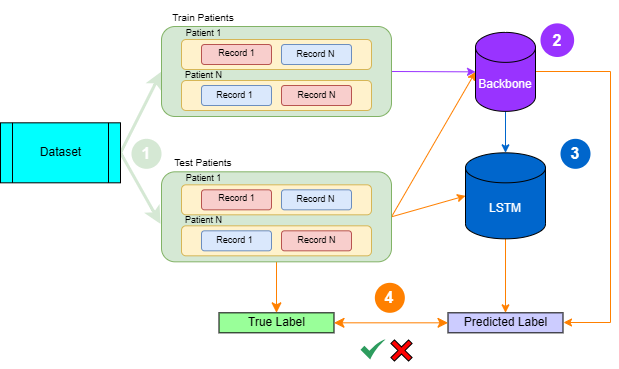 Train Patients
Patient 1
Record 1
Record N
Patient N
Record 1
Record N
Dataset
1
2
Backbone
3
LSTM
Test Patients
Patient 1
Record 1
Record N
Patient N
Record 1
Record N
4
True Label
Predicted Label